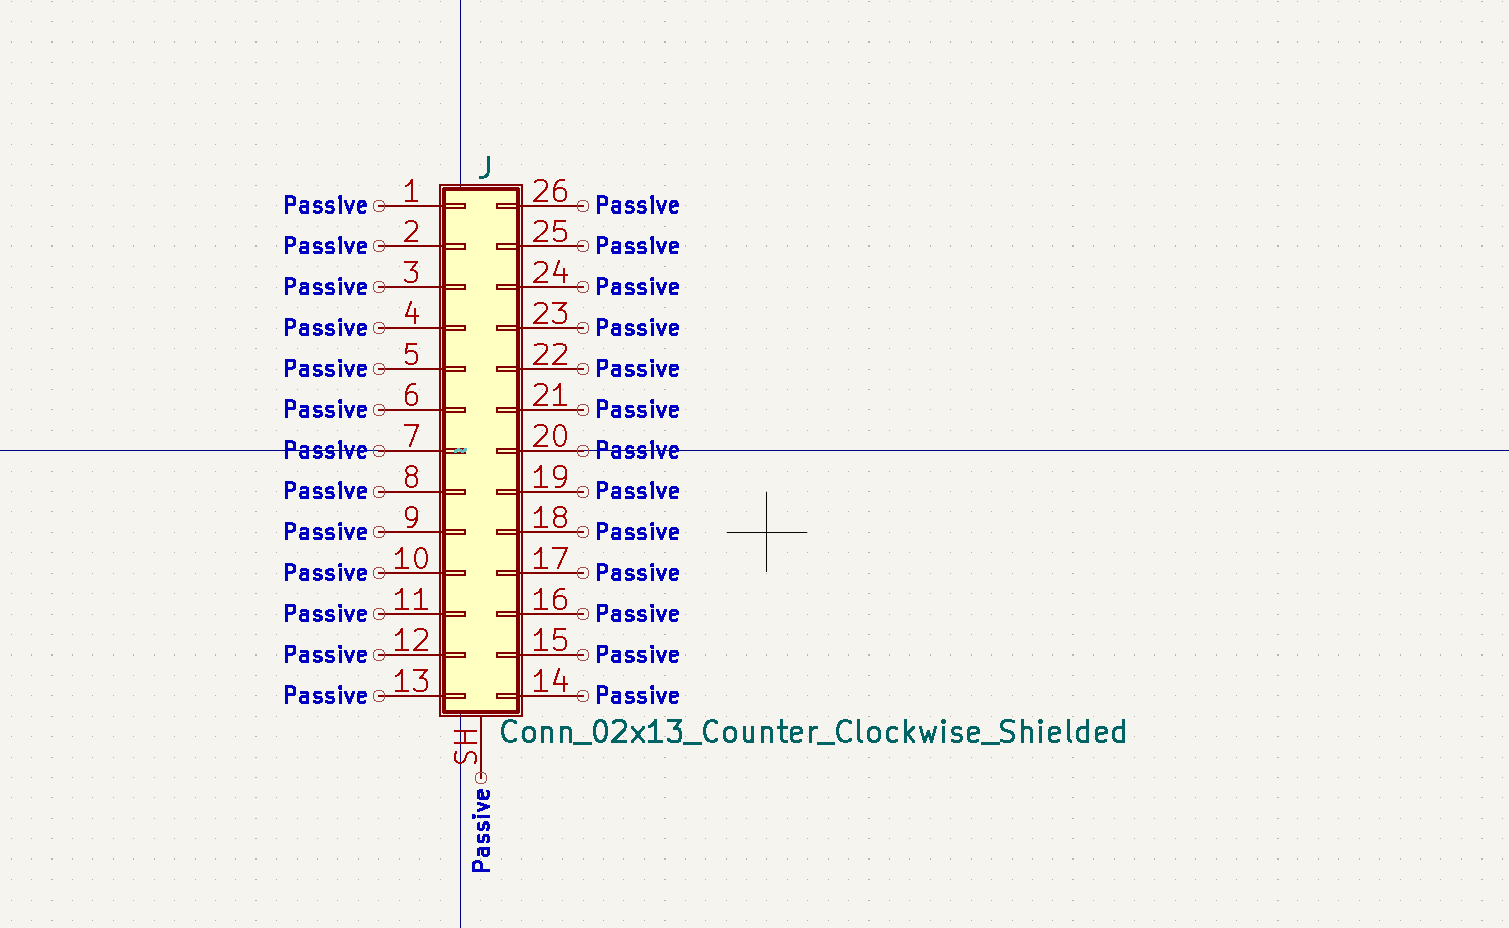 J
Passive 1 26 Passive
Passive 2 25 Passive
Passive 3 24 Passive
Passive 4 23 Passive
Passive 5 22 Passive
Passive 6 21 Passive
Passive 7 20 Passive
Passive 8 19 Passive
Passive 9 18 Passive
Passive 10 17 Passive
Passive 11 16 Passive
Passive 12 15 Passive
Passive 13 14 Passive
Conn_02x13_Counter_Clockwise_Shielded
SH
Passive